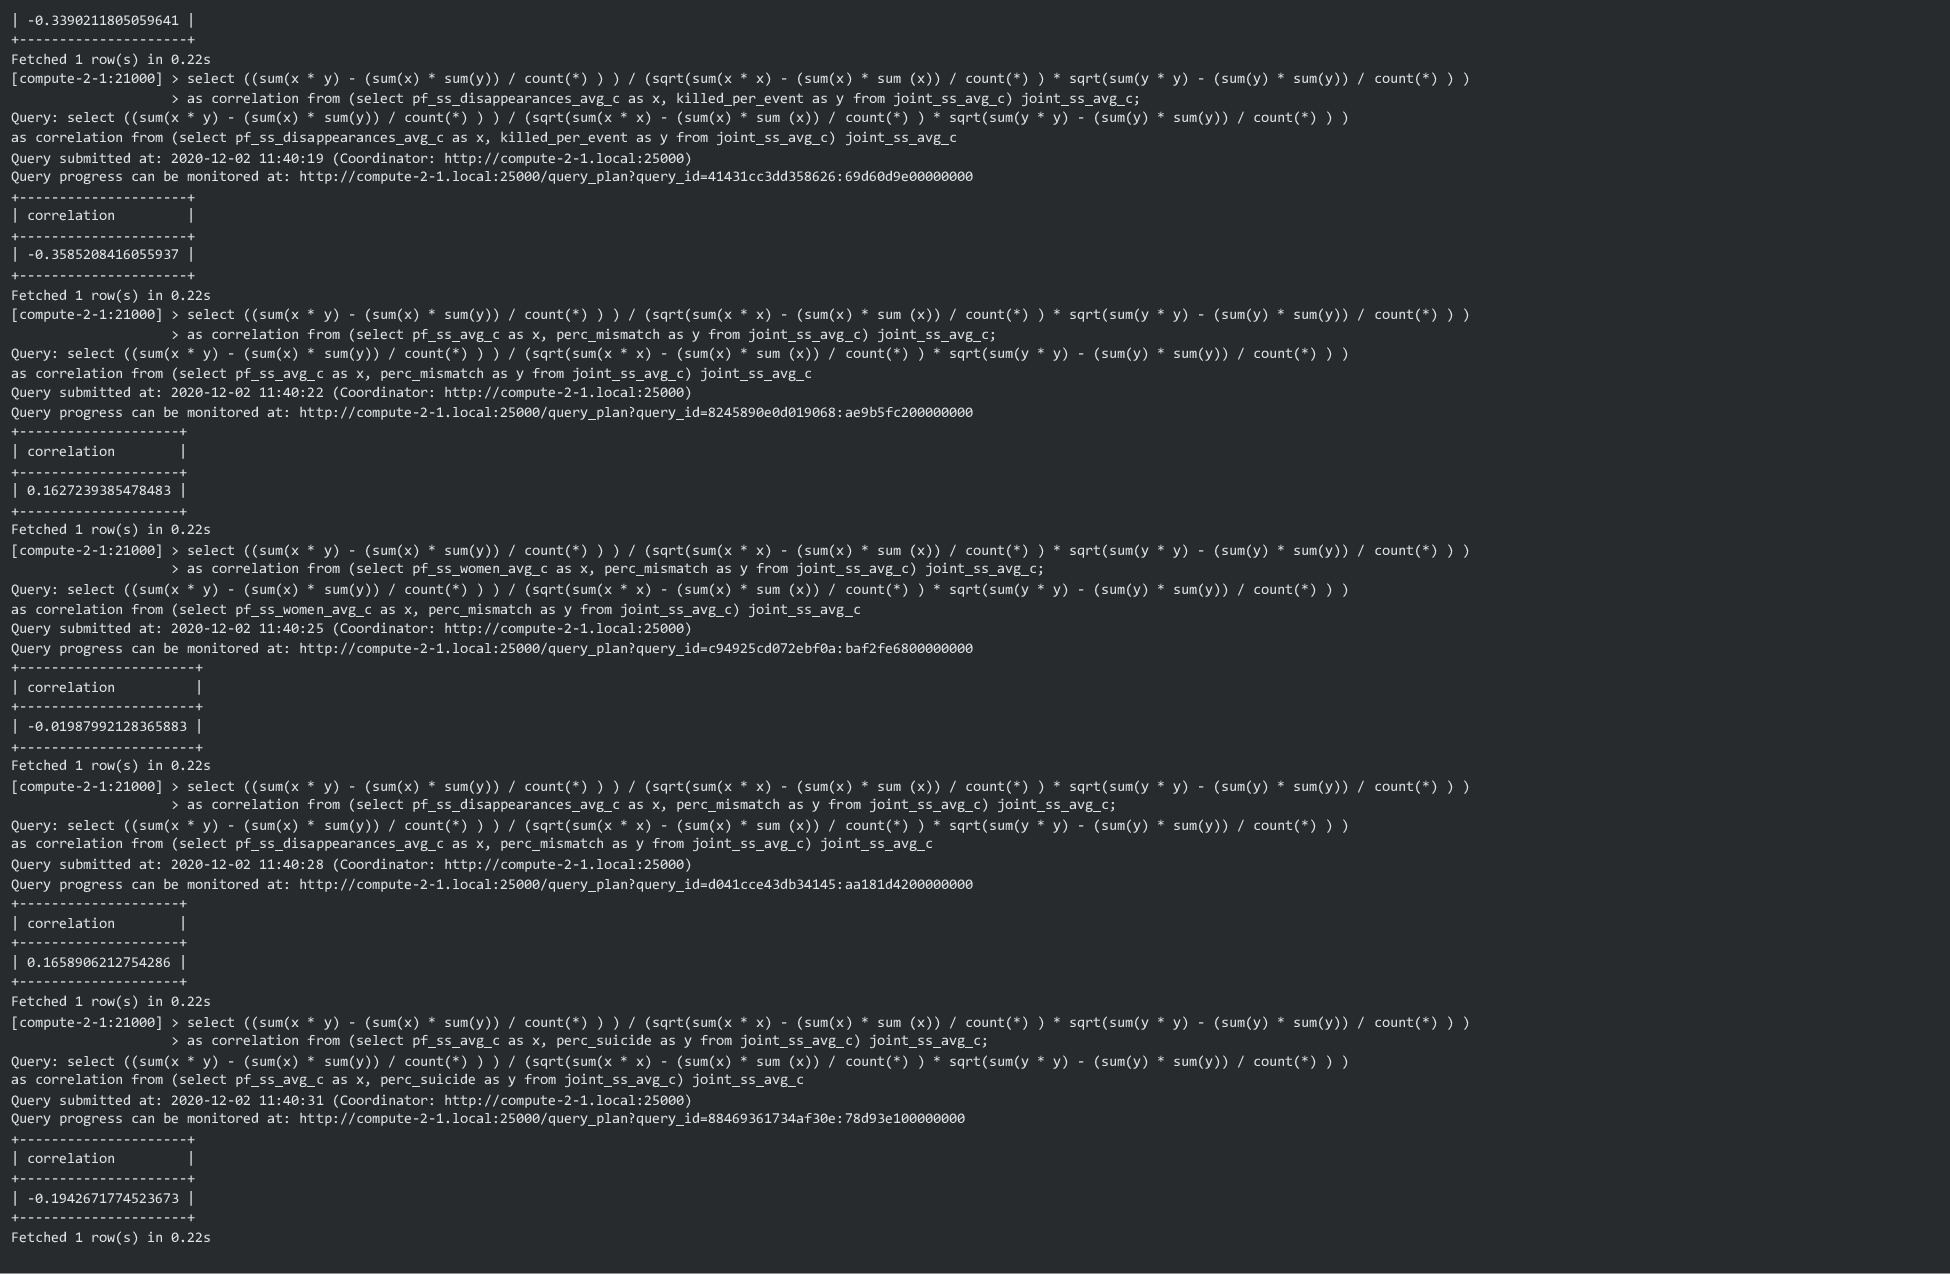 | -0.3390211805059641 |
+---------------------+
Fetched 1 row(s) in 0.22s
[compute-2-1:21000] > select ((sum(x * y) - (sum(x) * sum(y)) / count(*) ) ) / (sqrt(sum(x * x) - (sum(x) * sum (x)) / count(*) ) * sqrt(sum(y * y) - (sum(y) * sum(y)) / count(*) ) )
                    > as correlation from (select pf_ss_disappearances_avg_c as x, killed_per_event as y from joint_ss_avg_c) joint_ss_avg_c;
Query: select ((sum(x * y) - (sum(x) * sum(y)) / count(*) ) ) / (sqrt(sum(x * x) - (sum(x) * sum (x)) / count(*) ) * sqrt(sum(y * y) - (sum(y) * sum(y)) / count(*) ) )
as correlation from (select pf_ss_disappearances_avg_c as x, killed_per_event as y from joint_ss_avg_c) joint_ss_avg_c
Query submitted at: 2020-12-02 11:40:19 (Coordinator: http://compute-2-1.local:25000)
Query progress can be monitored at: http://compute-2-1.local:25000/query_plan?query_id=41431cc3dd358626:69d60d9e00000000
+---------------------+
| correlation         |
+---------------------+
| -0.3585208416055937 |
+---------------------+
Fetched 1 row(s) in 0.22s
[compute-2-1:21000] > select ((sum(x * y) - (sum(x) * sum(y)) / count(*) ) ) / (sqrt(sum(x * x) - (sum(x) * sum (x)) / count(*) ) * sqrt(sum(y * y) - (sum(y) * sum(y)) / count(*) ) )
                    > as correlation from (select pf_ss_avg_c as x, perc_mismatch as y from joint_ss_avg_c) joint_ss_avg_c;
Query: select ((sum(x * y) - (sum(x) * sum(y)) / count(*) ) ) / (sqrt(sum(x * x) - (sum(x) * sum (x)) / count(*) ) * sqrt(sum(y * y) - (sum(y) * sum(y)) / count(*) ) )
as correlation from (select pf_ss_avg_c as x, perc_mismatch as y from joint_ss_avg_c) joint_ss_avg_c
Query submitted at: 2020-12-02 11:40:22 (Coordinator: http://compute-2-1.local:25000)
Query progress can be monitored at: http://compute-2-1.local:25000/query_plan?query_id=8245890e0d019068:ae9b5fc200000000
+--------------------+
| correlation        |
+--------------------+
| 0.1627239385478483 |
+--------------------+
Fetched 1 row(s) in 0.22s
[compute-2-1:21000] > select ((sum(x * y) - (sum(x) * sum(y)) / count(*) ) ) / (sqrt(sum(x * x) - (sum(x) * sum (x)) / count(*) ) * sqrt(sum(y * y) - (sum(y) * sum(y)) / count(*) ) )
                    > as correlation from (select pf_ss_women_avg_c as x, perc_mismatch as y from joint_ss_avg_c) joint_ss_avg_c;
Query: select ((sum(x * y) - (sum(x) * sum(y)) / count(*) ) ) / (sqrt(sum(x * x) - (sum(x) * sum (x)) / count(*) ) * sqrt(sum(y * y) - (sum(y) * sum(y)) / count(*) ) )
as correlation from (select pf_ss_women_avg_c as x, perc_mismatch as y from joint_ss_avg_c) joint_ss_avg_c
Query submitted at: 2020-12-02 11:40:25 (Coordinator: http://compute-2-1.local:25000)
Query progress can be monitored at: http://compute-2-1.local:25000/query_plan?query_id=c94925cd072ebf0a:baf2fe6800000000
+----------------------+
| correlation          |
+----------------------+
| -0.01987992128365883 |
+----------------------+
Fetched 1 row(s) in 0.22s
[compute-2-1:21000] > select ((sum(x * y) - (sum(x) * sum(y)) / count(*) ) ) / (sqrt(sum(x * x) - (sum(x) * sum (x)) / count(*) ) * sqrt(sum(y * y) - (sum(y) * sum(y)) / count(*) ) )
                    > as correlation from (select pf_ss_disappearances_avg_c as x, perc_mismatch as y from joint_ss_avg_c) joint_ss_avg_c;
Query: select ((sum(x * y) - (sum(x) * sum(y)) / count(*) ) ) / (sqrt(sum(x * x) - (sum(x) * sum (x)) / count(*) ) * sqrt(sum(y * y) - (sum(y) * sum(y)) / count(*) ) )
as correlation from (select pf_ss_disappearances_avg_c as x, perc_mismatch as y from joint_ss_avg_c) joint_ss_avg_c
Query submitted at: 2020-12-02 11:40:28 (Coordinator: http://compute-2-1.local:25000)
Query progress can be monitored at: http://compute-2-1.local:25000/query_plan?query_id=d041cce43db34145:aa181d4200000000
+--------------------+
| correlation        |
+--------------------+
| 0.1658906212754286 |
+--------------------+
Fetched 1 row(s) in 0.22s
[compute-2-1:21000] > select ((sum(x * y) - (sum(x) * sum(y)) / count(*) ) ) / (sqrt(sum(x * x) - (sum(x) * sum (x)) / count(*) ) * sqrt(sum(y * y) - (sum(y) * sum(y)) / count(*) ) )
                    > as correlation from (select pf_ss_avg_c as x, perc_suicide as y from joint_ss_avg_c) joint_ss_avg_c;
Query: select ((sum(x * y) - (sum(x) * sum(y)) / count(*) ) ) / (sqrt(sum(x * x) - (sum(x) * sum (x)) / count(*) ) * sqrt(sum(y * y) - (sum(y) * sum(y)) / count(*) ) )
as correlation from (select pf_ss_avg_c as x, perc_suicide as y from joint_ss_avg_c) joint_ss_avg_c
Query submitted at: 2020-12-02 11:40:31 (Coordinator: http://compute-2-1.local:25000)
Query progress can be monitored at: http://compute-2-1.local:25000/query_plan?query_id=88469361734af30e:78d93e100000000
+---------------------+
| correlation         |
+---------------------+
| -0.1942671774523673 |
+---------------------+
Fetched 1 row(s) in 0.22s